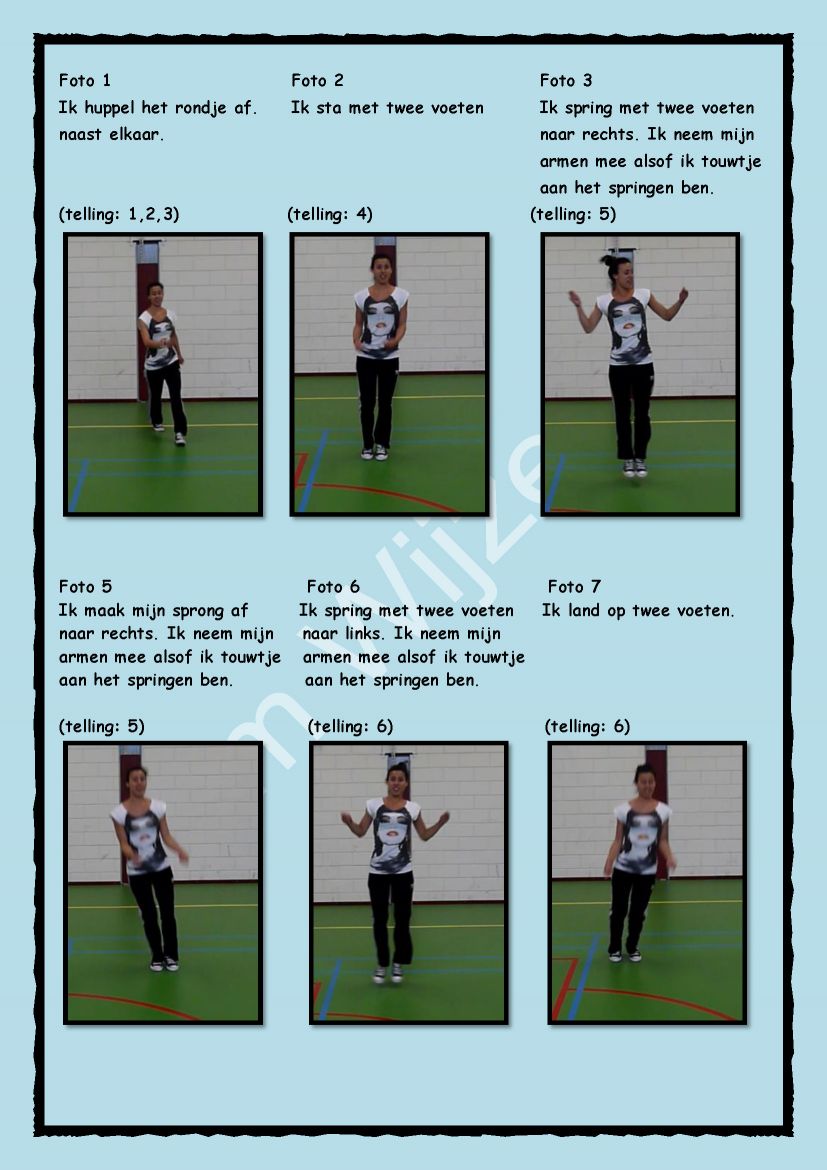 Foto 1
Ik huppel het rondje af.
naast elkaar.
(telling: 1,2,3)
Foto 2
Ik sta met twee voeten
(telling: 4)
Foto 3
Ik spring met twee voeten
naar rechts. Ik neem mijn
armen mee alsof ik touwtje
aan het springen ben.
(telling: 5)
Foto 5
Ik maak mijn sprong af
naar rechts. Ik neem mijn
armen mee alsof ik touwtje
aan het springen ben.
(telling: 5)
Foto 6
Ik spring met twee voeten
naar links. Ik neem mijn
armen mee alsof ik touwtje
aan het springen ben.
(telling: 6)
Foto 7
Ik land op twee voeten.
(telling: 6)